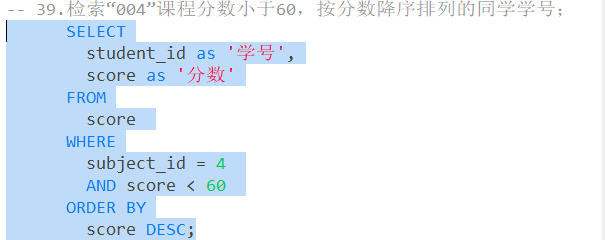 -- 39.检索“004”课程分数小于60，按分数降序排列的同学学号；
SELECT
student_id as '学号',
score as '分数'
FROM
score
WHERE
subject_id = 4
AND score < 60
ORDER BY
score DESC;